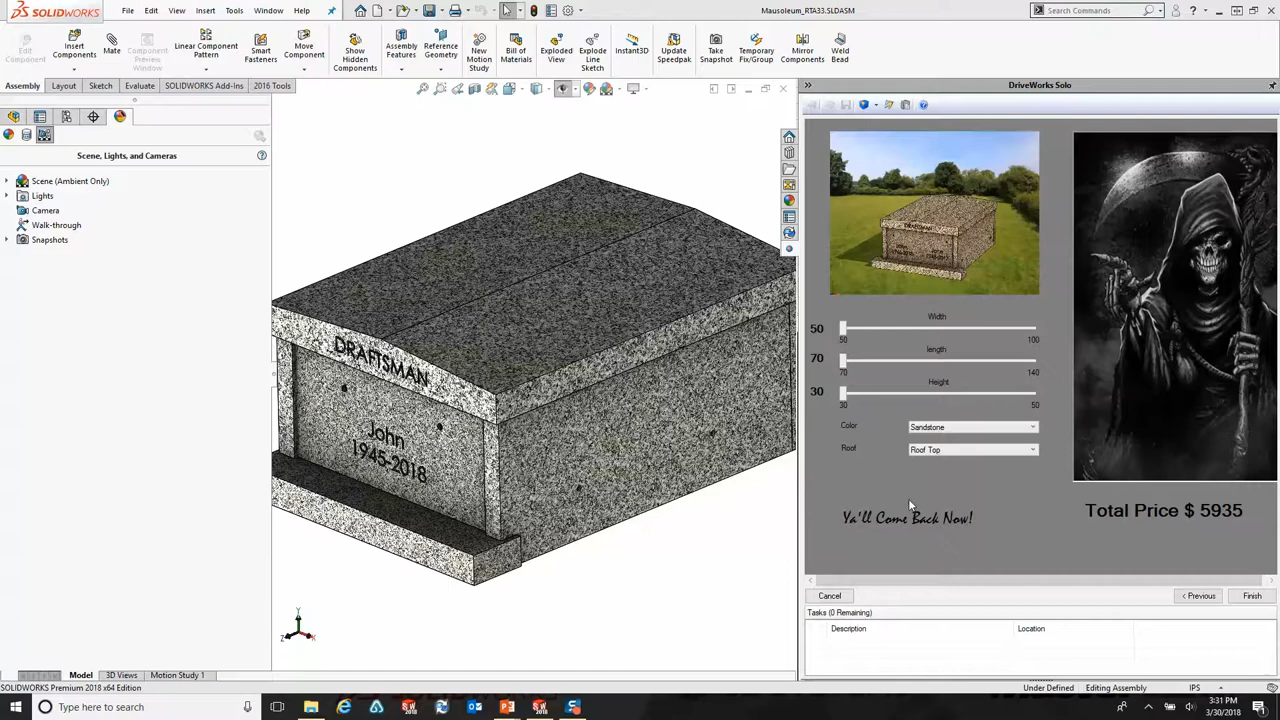 SOLIDWORKS File Edit View Insert Tools Window Help Mausoleum_RTA33.SLDASM Search Commands
Edit Component
Insert Components
Mate
Component Preview Window
Linear Component Pattern
Smart Fasteners
Move Component
Show Hidden Components
Assembly Features
Reference Geometry
New Motion Study
Bill of Materials
Exploded View
Explode Line Sketch
Instant3D
Update Speedpak
Take Snapshot
Temporary Fix/Group
Mirror Components
Weld Bead
Assembly Layout Sketch Evaluate SOLIDWORKS Add-Ins 2016 Tools
DriveWorks Solo
Scene, Lights, and Cameras
Scene (Ambient Only)
Lights
Camera
Walk-through
Snapshots
DRAFTSMAN
John
1945-2018
DRAFTSMAN
John
Width
50
50 100
length
70
70 140
Height
30
30 50
Color Sandstone
Roof Roof Top
Ya'll Come Back Now!
Total Price $ 5935
Cancel < Previous Finish
Tasks (0 Remaining)
Description Location
Y
Z X
Model 3D Views Motion Study 1
SOLIDWORKS Premium 2018 x64 Edition Under Defined Editing Assembly IPS
Type here to search
3:31 PM
3/30/2018